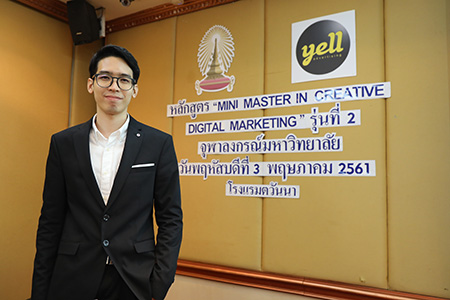 yell
advertising
หลักสูตร "MINI MASTER IN CREATIVE
DIGITAL MARKETING" รุ่นที่ 2
จุฬาลงกรณ์มหาวิทยาลัย
วันพฤหัสบดีที่ 3 พฤษภาคม 2561
โรงแรมตวันนา